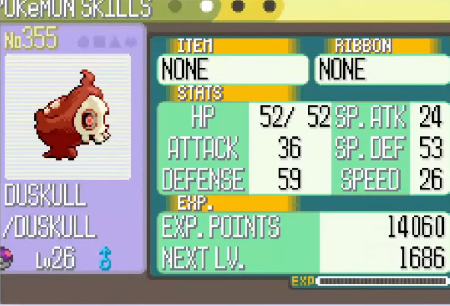 POKéMON SKILLS
No355
ITEM
NONE
RIBBON
NONE
STATS
HP 52/ 52 SP. ATK 24
ATTACK 36 SP. DEF 53
DEFENSE 59 SPEED 26
DUSKULL
/DUSKULL
Lv26 ♂
EXP.
EXP. POINTS 14060
NEXT LV. 1686
EXP